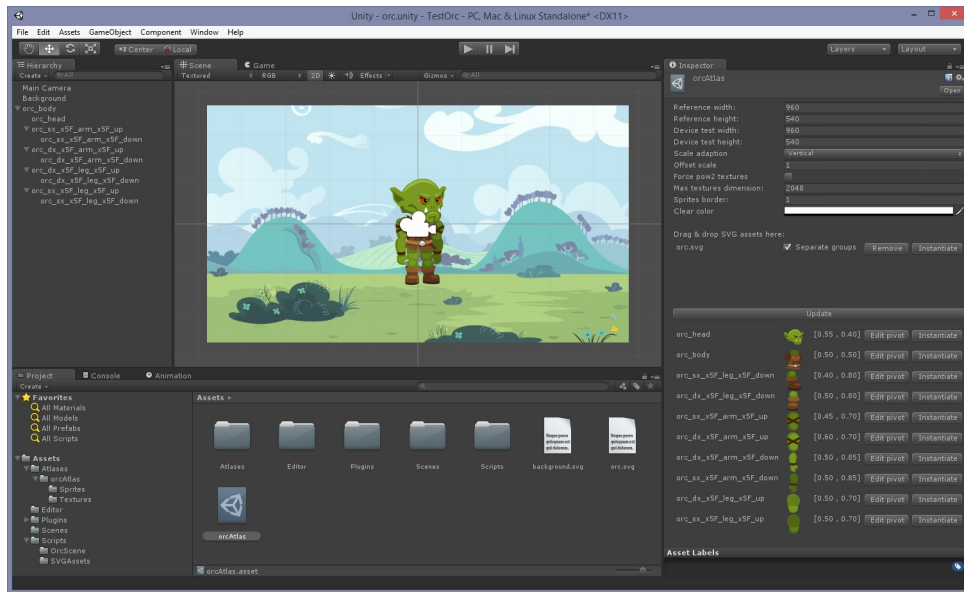 Unity - orc.unity - TestOrc - PC, Mac & Linux Standalone* <DX11>
File Edit Assets GameObject Component Window Help
Center Local Layers Layout
Hierarchy
Create All
Main Camera
Background
orc_body
orc_head
orc_sx_x5F_arm_x5F_up
orc_sx_x5F_arm_x5F_down
orc_dx_x5F_arm_x5F_up
orc_dx_x5F_arm_x5F_down
orc_dx_x5F_leg_x5F_up
orc_dx_x5F_leg_x5F_down
orc_sx_x5F_leg_x5F_up
orc_sx_x5F_leg_x5F_down
Scene Game
Textured RGB 2D Effects Gizmos All
Inspector
orcAtlas
Open
Reference width: 960
Reference height: 540
Device test width: 960
Device test height: 540
Scale adaption Vertical
Offset scale 1
Force pow2 textures
Max textures dimension: 2048
Sprites border: 1
Clear color
Drag & drop SVG assets here:
orc.svg Separate groups Remove Instantiate
Update
orc_head [0.55 , 0.40] Edit pivot Instantiate
orc_body [0.50 , 0.50] Edit pivot Instantiate
orc_sx_x5F_leg_x5F_down [0.40 , 0.80] Edit pivot Instantiate
orc_dx_x5F_leg_x5F_down [0.50 , 0.80] Edit pivot Instantiate
orc_sx_x5F_arm_x5F_up [0.45 , 0.70] Edit pivot Instantiate
orc_dx_x5F_arm_x5F_up [0.60 , 0.70] Edit pivot Instantiate
orc_dx_x5F_arm_x5F_down [0.50 , 0.85] Edit pivot Instantiate
orc_sx_x5F_arm_x5F_down [0.50 , 0.85] Edit pivot Instantiate
orc_dx_x5F_leg_x5F_up [0.50 , 0.70] Edit pivot Instantiate
orc_sx_x5F_leg_x5F_up [0.50 , 0.70] Edit pivot Instantiate
Asset Labels
Project Console Animation
Create
Favorites
All Materials
All Models
All Prefabs
All Scripts
Assets
Atlases
orcAtlas
Sprites
Textures
Editor
Plugins
Scenes
Scripts
OrcScene
SVGAssets
Assets
Atlases Editor Plugins Scenes Scripts background.svg orc.svg
orcAtlas
orcAtlas.asset